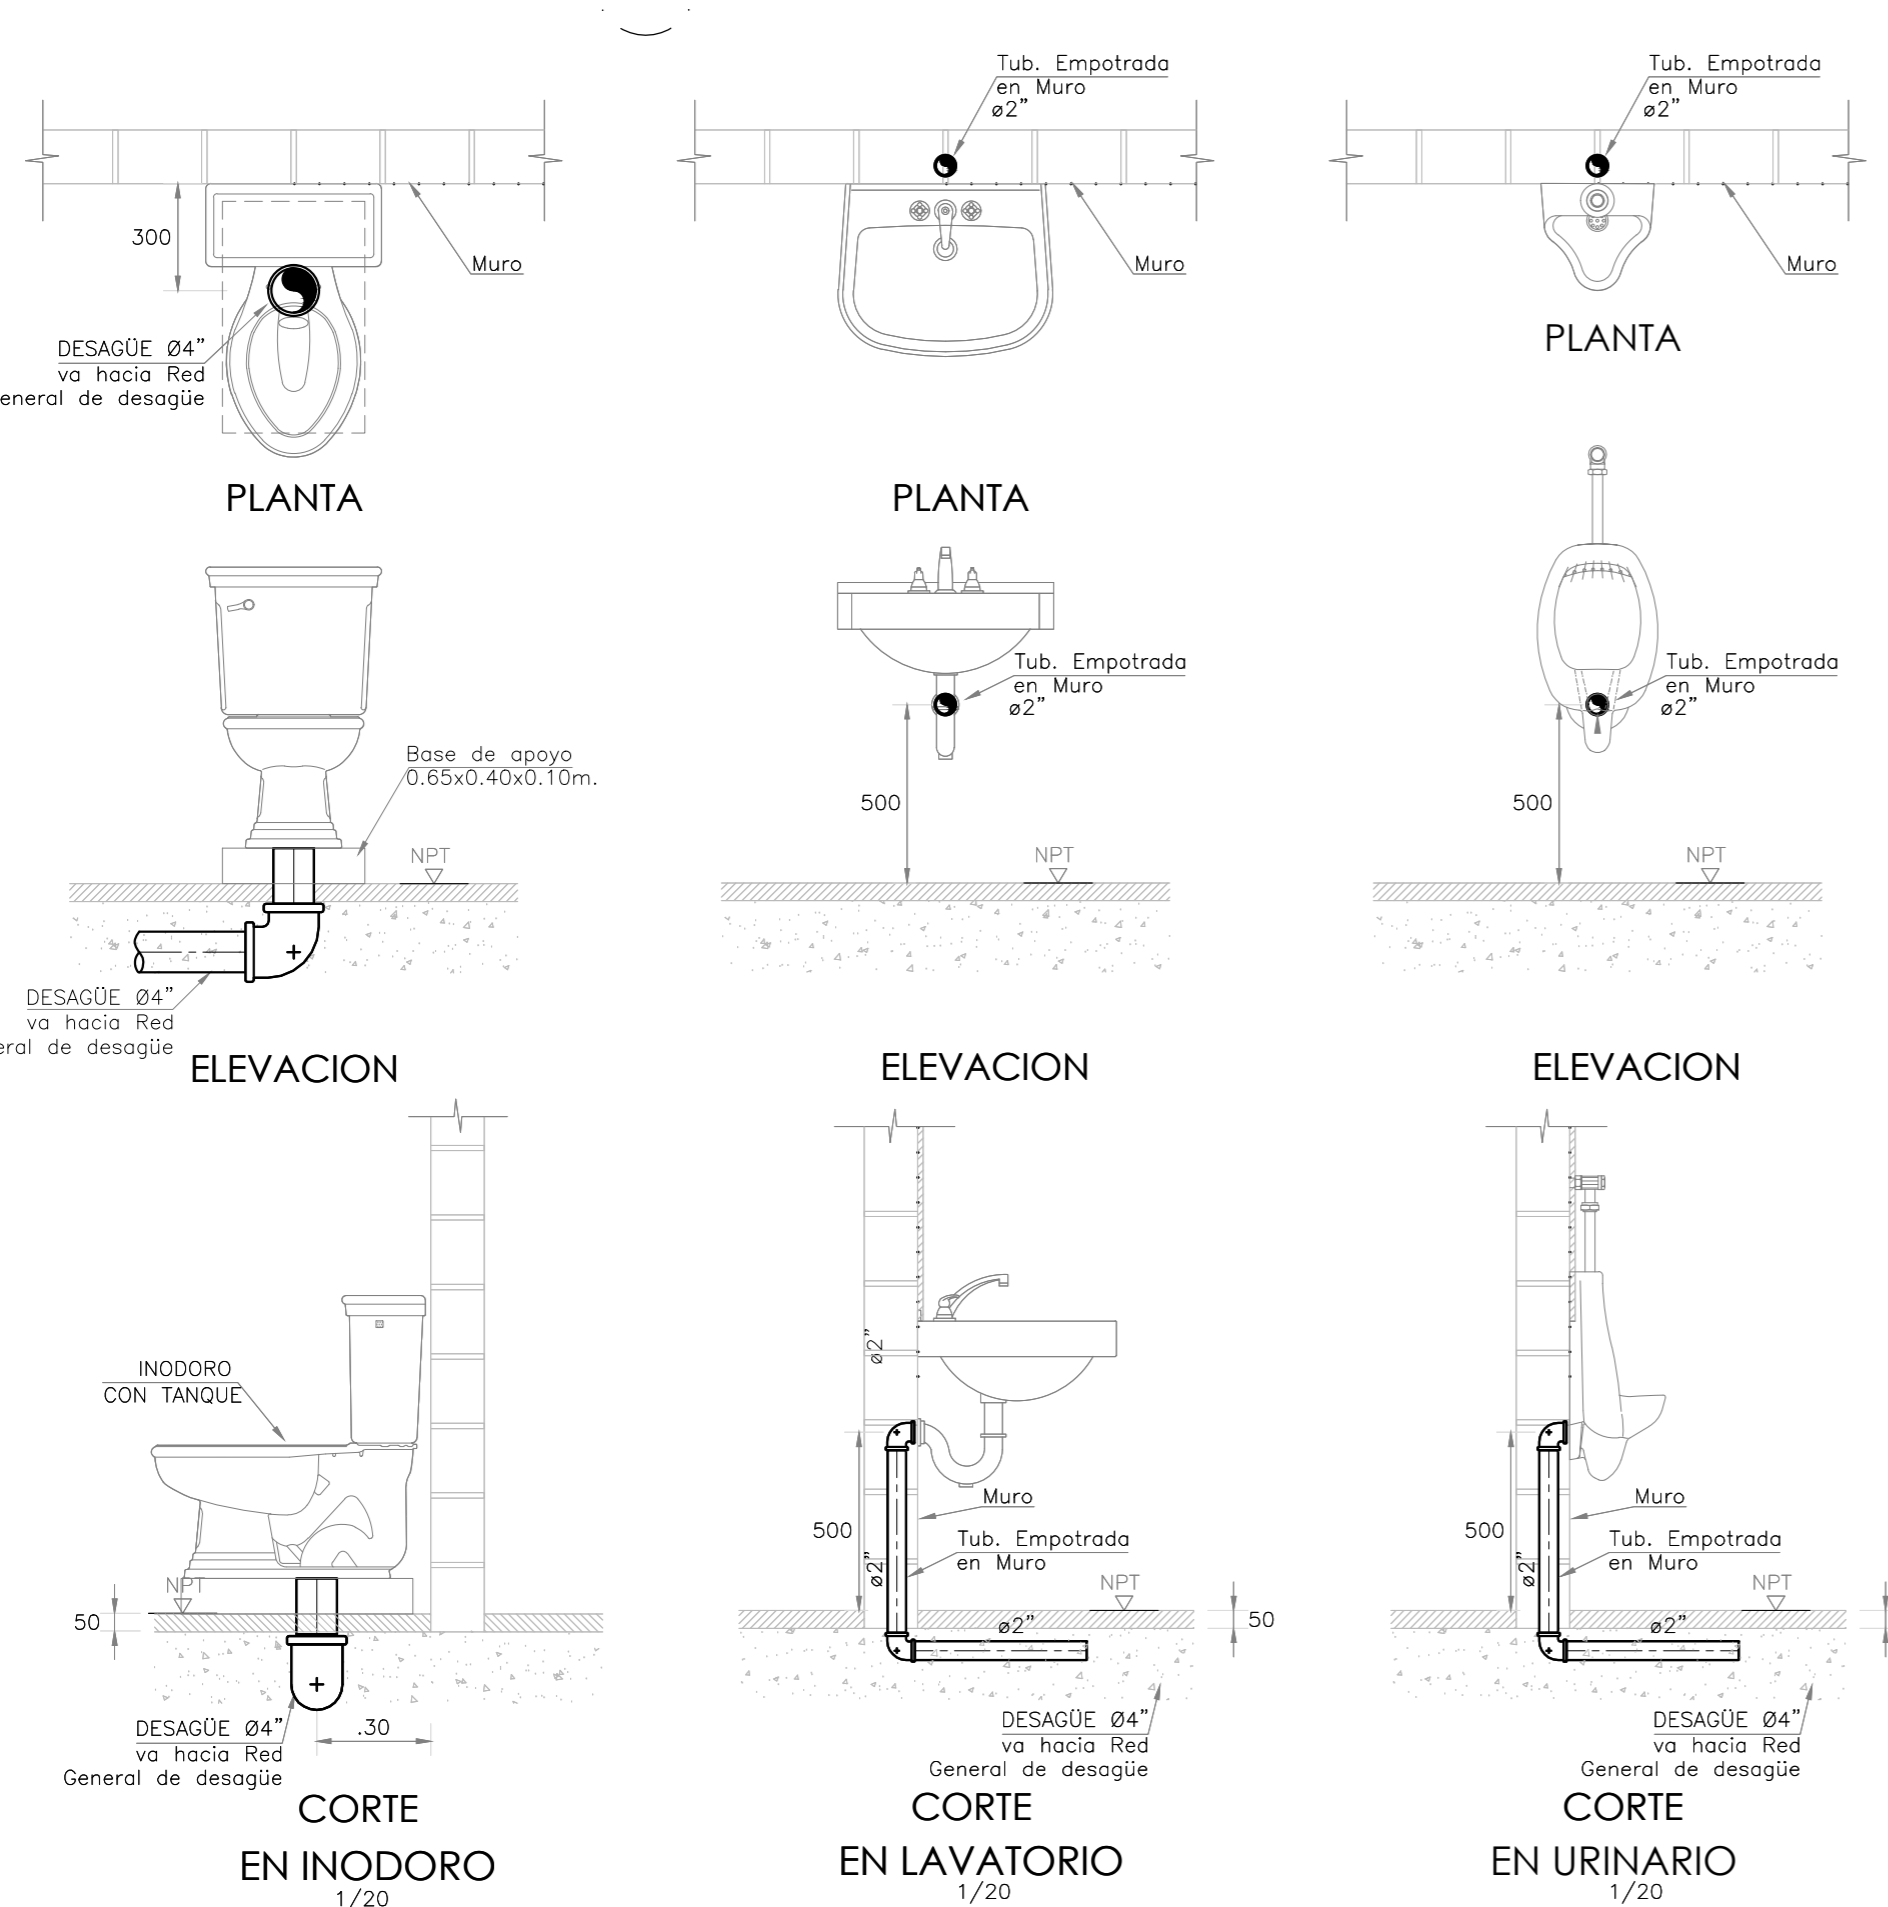 Tub. Empotrada
en Muro
ø2”
300
Muro
DESAGÜE Ø4”
va hacia Red
eneral de desagüe
PLANTA
Tub. Empotrada
en Muro
ø2”
Muro
PLANTA
Muro
PLANTA
Base de apoyo
0.65x0.40x0.10m.
NPT
DESAGÜE Ø4”
va hacia Red
eral de desagüe
ELEVACION
Tub. Empotrada
en Muro
ø2”
500
NPT
ELEVACION
Tub. Empotrada
en Muro
ø2”
500
NPT
ELEVACION
INODORO
CON TANQUE
NPT
50
.30
DESAGÜE Ø4”
va hacia Red
General de desagüe
CORTE
EN INODORO
1/20
ø2”
500
ø2”
Muro
Tub. Empotrada
en Muro
NPT
50
ø2”
DESAGÜE Ø4”
va hacia Red
General de desagüe
CORTE
EN LAVATORIO
1/20
500
ø2”
Muro
Tub. Empotrada
en Muro
NPT
ø2”
DESAGÜE Ø4”
va hacia Red
General de desagüe
CORTE
EN URINARIO
1/20